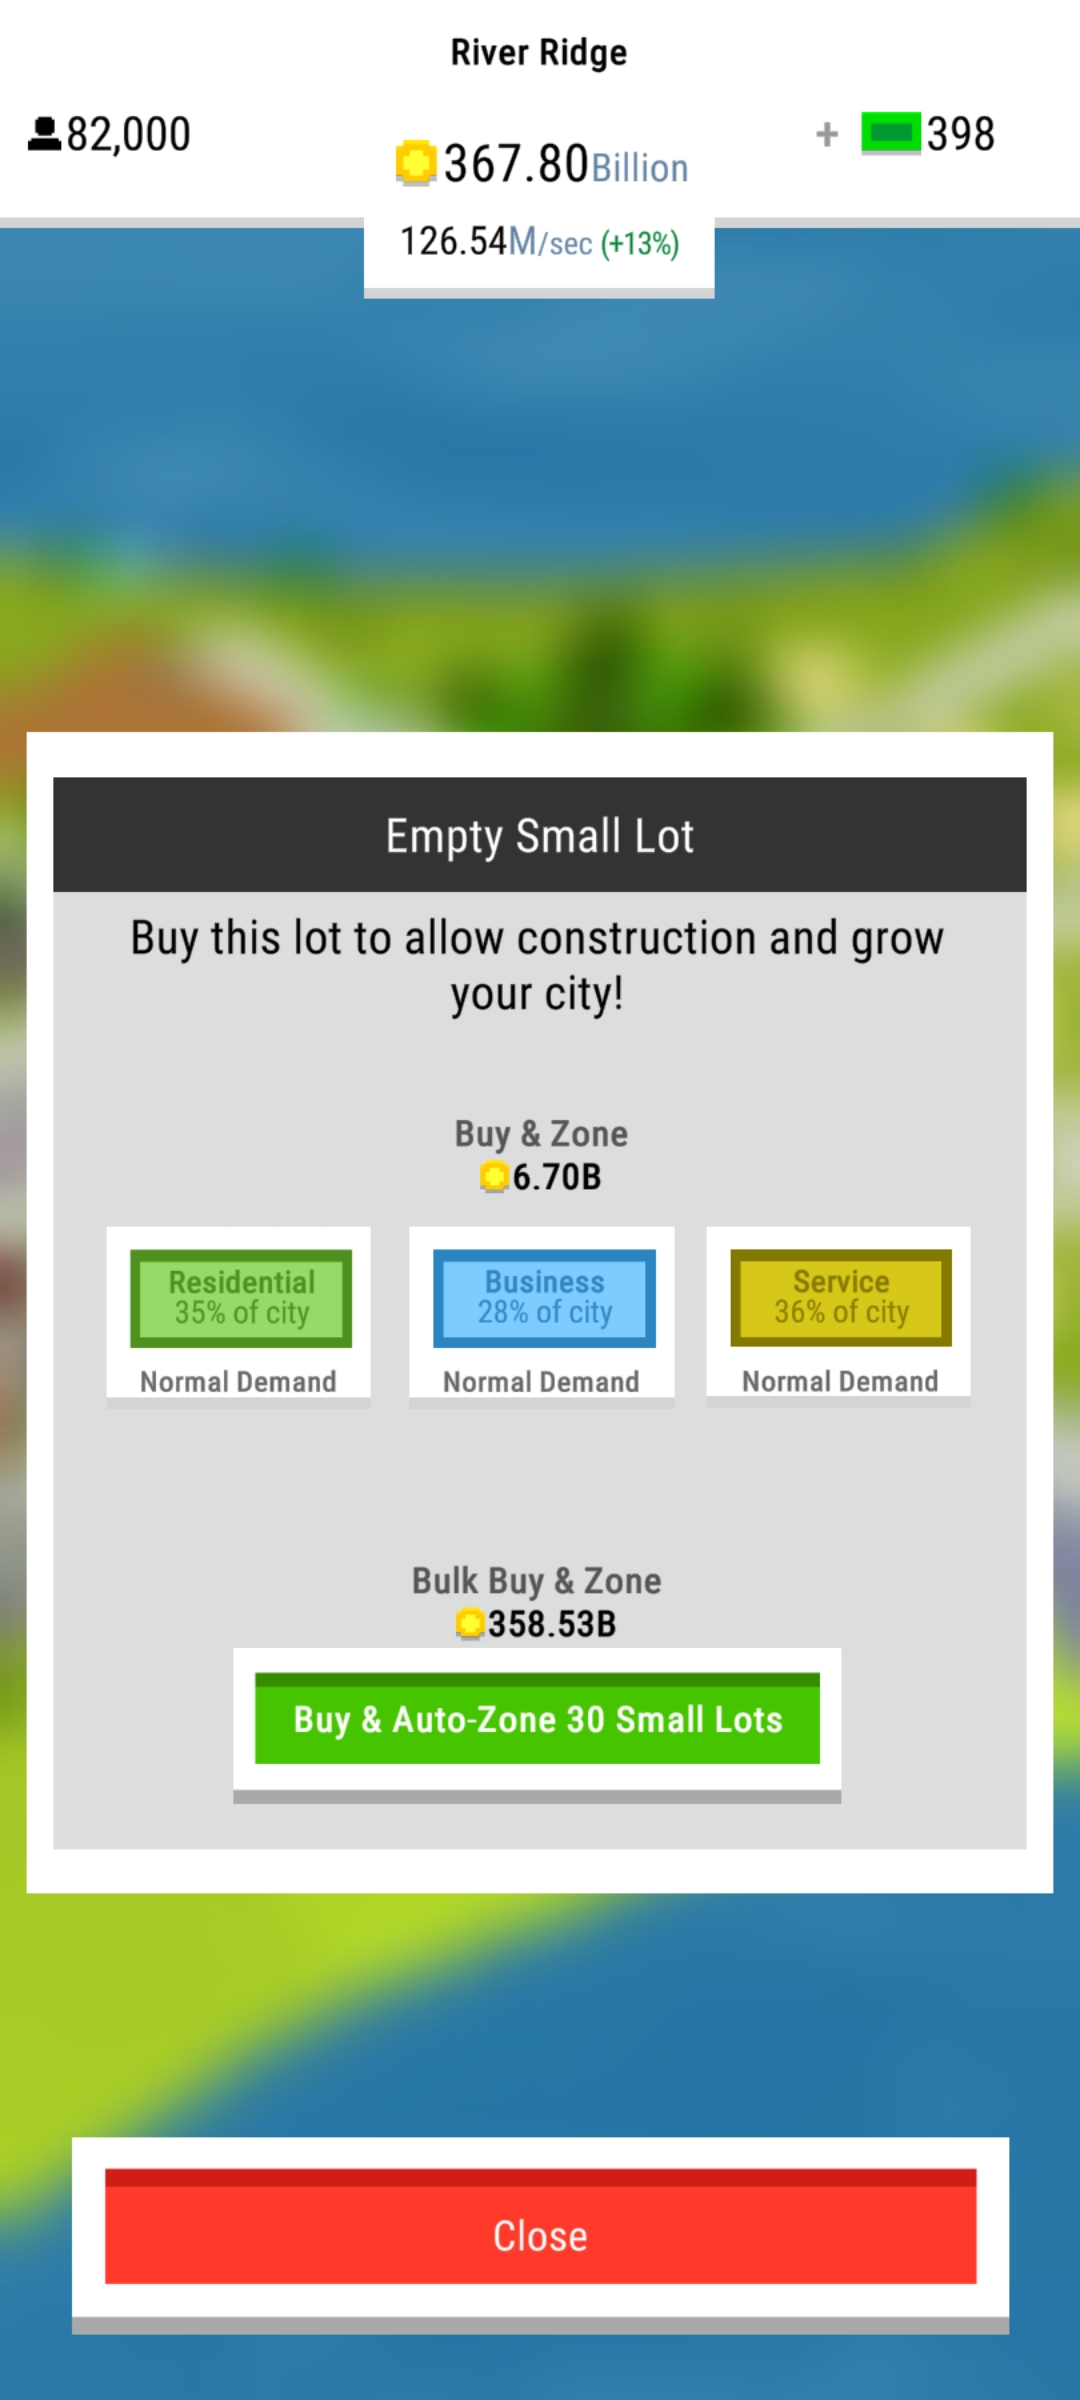 River Ridge
82,000
367.80Billion
+ 398
126.54M/sec (+13%)
Empty Small Lot
Buy this lot to allow construction and grow
your city!
Buy & Zone
6.70B
Residential
35% of city
Normal Demand
Business
28% of city
Normal Demand
Service
36% of city
Normal Demand
Bulk Buy & Zone
358.53B
Buy & Auto-Zone 30 Small Lots
Close